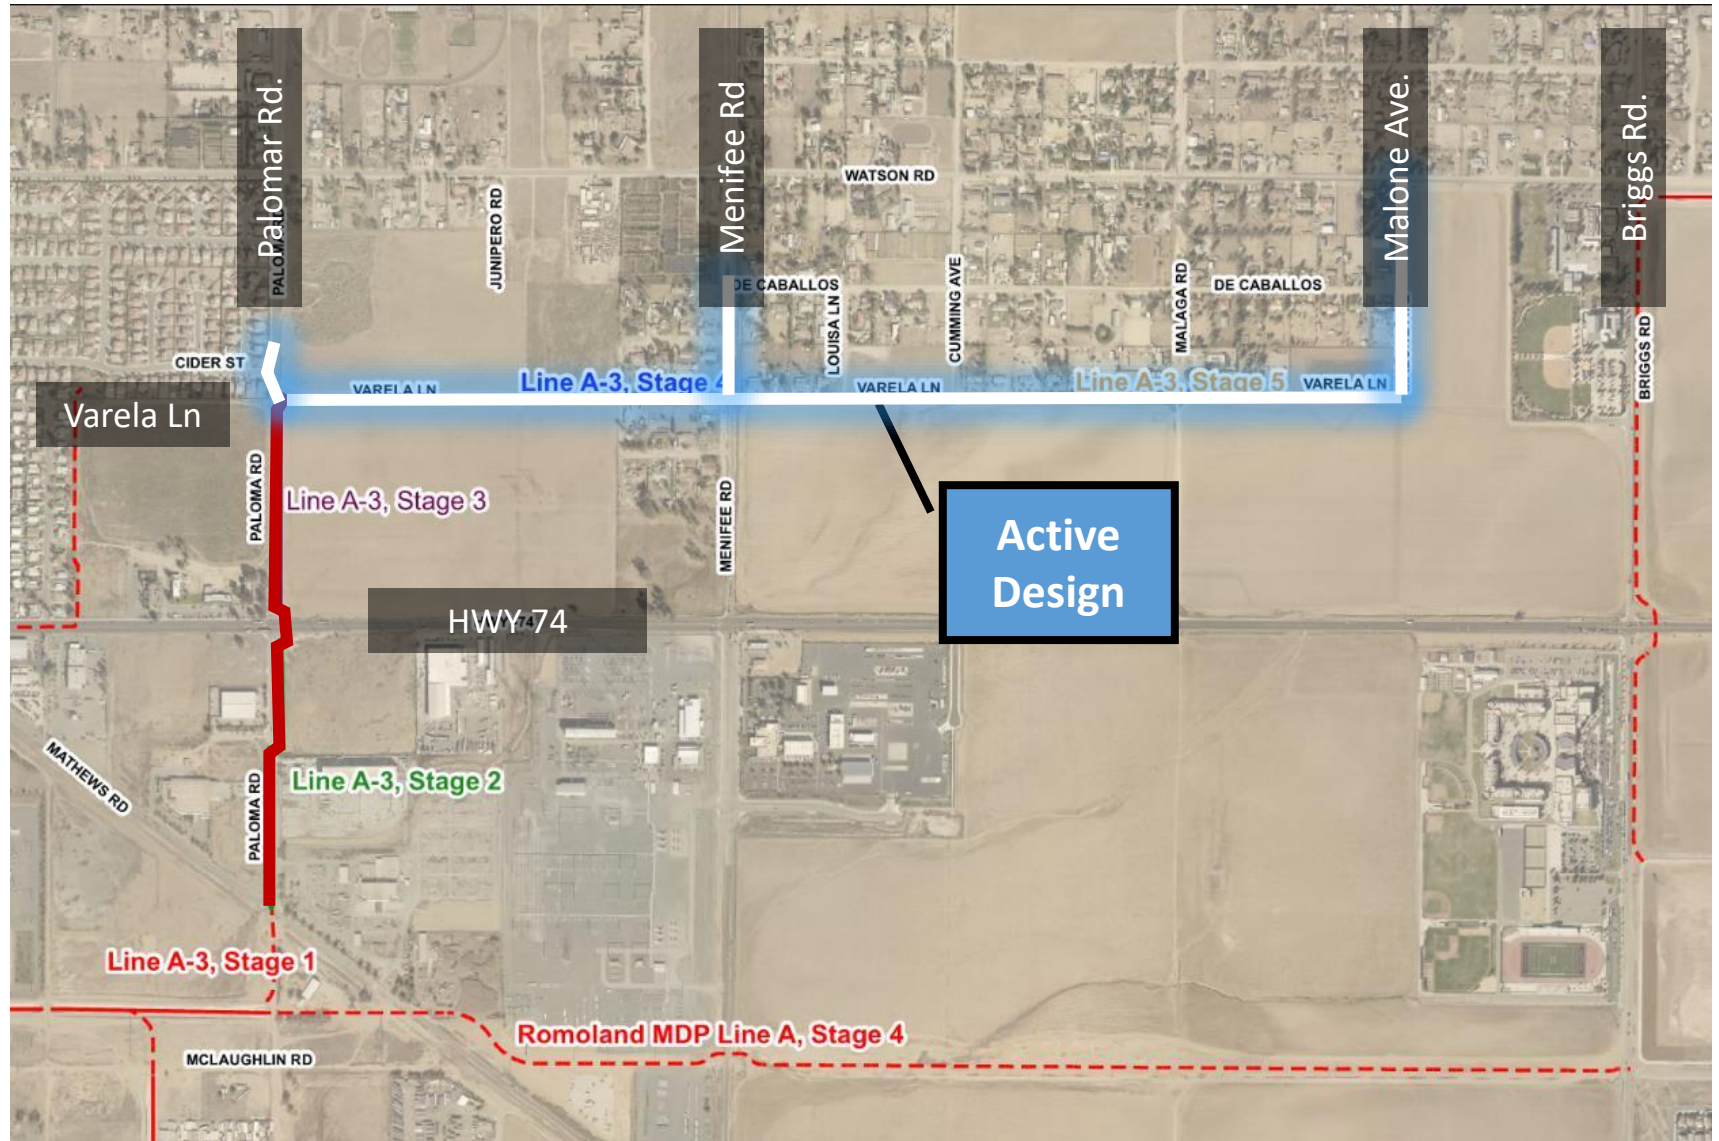 Palomar Rd.
Menifee Rd
Malone Ave.
Briggs Rd.
WATSON RD
JUNIPERO RD
DE CABALLOS
LOUISA LN
CUMMING AVE
MALAGA RD
DE CABALLOS
BRIGGS RD
CIDER ST
VARELA LN
Line A-3, Stage 4
VARELA LN
Line A-3, Stage 5
VARELA LN
Varela Ln
PALOMA RD
Line A-3, Stage 3
MENIFEE RD
Active
Design
HWY 74
MATHEWS RD
PALOMA RD
Line A-3, Stage 2
Line A-3, Stage 1
Romoland MDP Line A, Stage 4
MCLAUGHLIN RD